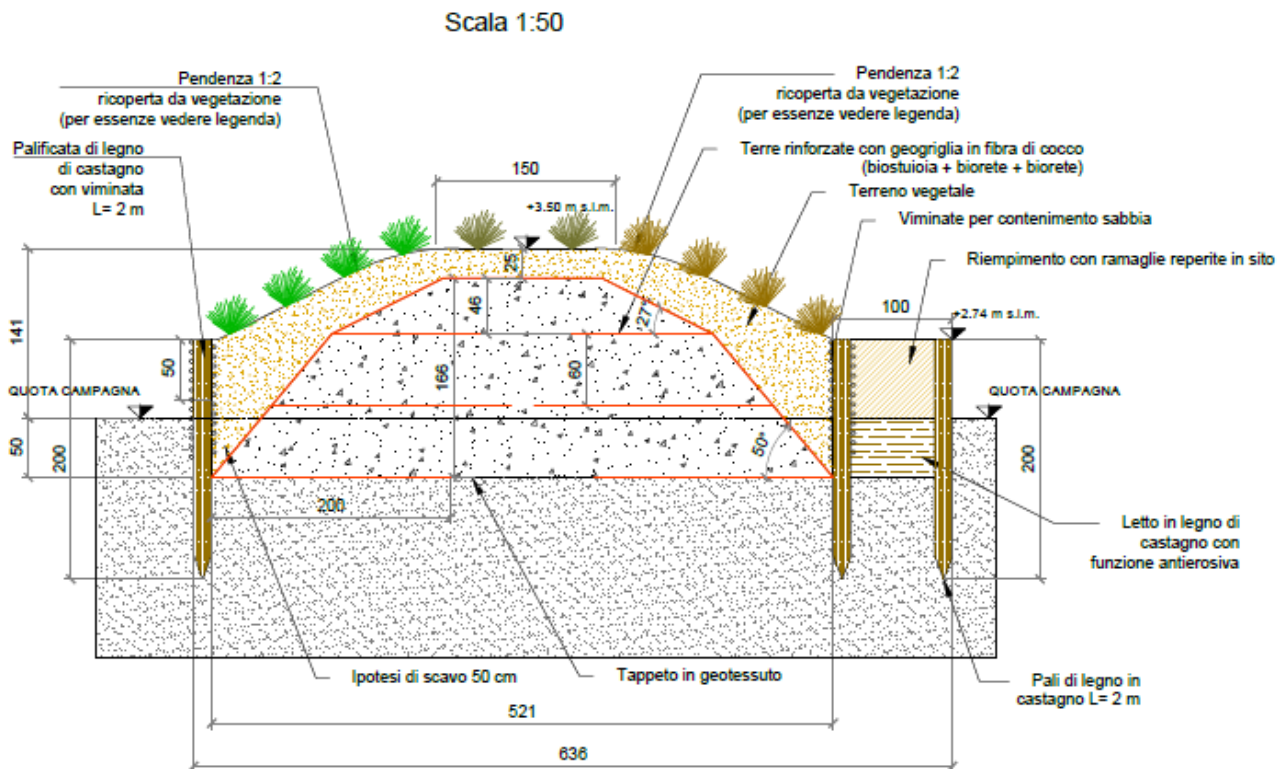 Scala 1:50
Pendenza 1:2
ricoperta da vegetazione
(per essenze vedere legenda)
Pendenza 1:2
ricoperta da vegetazione
(per essenze vedere legenda)
Palificata di legno
di castagno
con viminata
L= 2 m
Terre rinforzate con geogriglia in fibra di cocco
(biostuioia + biorete + biorete)
150
Terreno vegetale
+3.50 m s.l.m.
Viminate per contenimento sabbia
Riempimento con ramaglie reperite in sito
25
100
+2.74 m s.l.m.
46
27°
141
50
166
60
QUOTA CAMPAGNA
QUOTA CAMPAGNA
50
200
50°
200
200
Letto in legno di
castagno con
funzione antierosiva
Ipotesi di scavo 50 cm
Tappeto in geotessuto
Pali di legno in
castagno L= 2 m
521
636